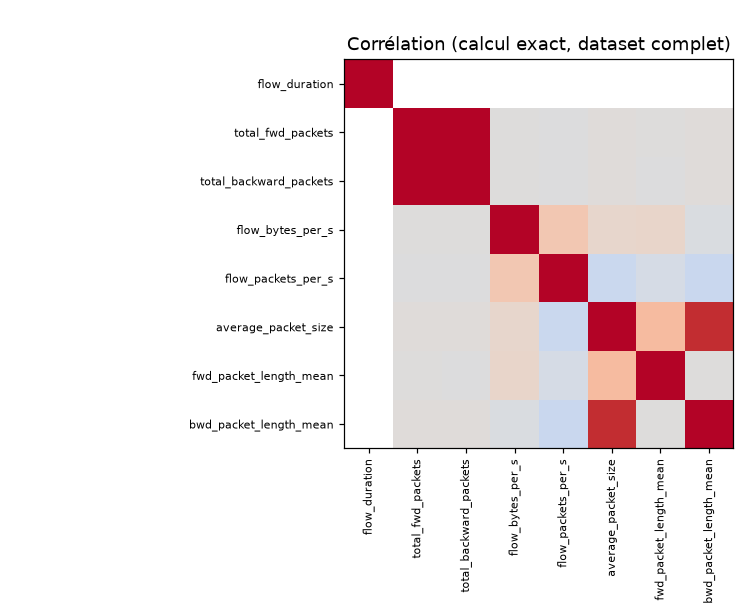 Corrélation (calcul exact, dataset complet)
flow_duration
total_fwd_packets
total_backward_packets
flow_bytes_per_s
flow_packets_per_s
average_packet_size
fwd_packet_length_mean
bwd_packet_length_mean
flow_duration
total_fwd_packets
total_backward_packets
flow_bytes_per_s
flow_packets_per_s
average_packet_size
fwd_packet_length_mean
bwd_packet_length_mean